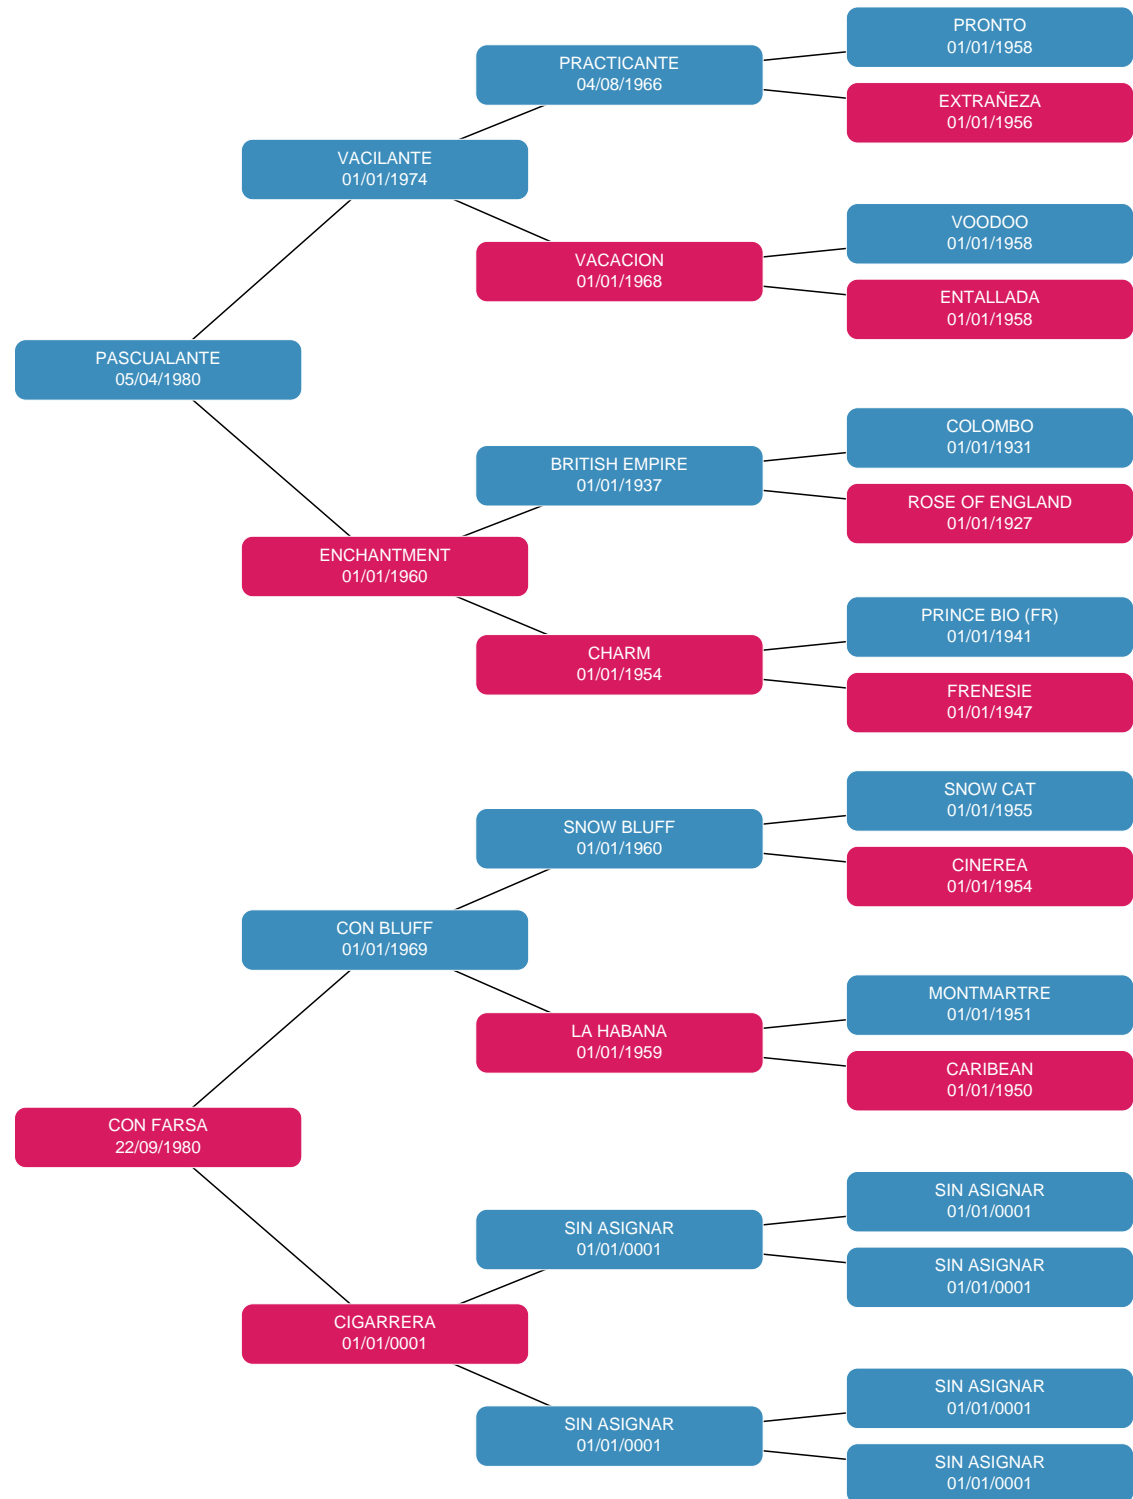 PRONTO
01/01/1958
PRACTICANTE
04/08/1966
EXTRAÑEZA
01/01/1956
VACILANTE
01/01/1974
VOODOO
01/01/1958
VACACION
01/01/1968
ENTALLADA
01/01/1958
PASCUALANTE
05/04/1980
COLOMBO
01/01/1931
BRITISH EMPIRE
01/01/1937
ROSE OF ENGLAND
01/01/1927
ENCHANTMENT
01/01/1960
PRINCE BIO (FR)
01/01/1941
CHARM
01/01/1954
FRENESIE
01/01/1947
SNOW CAT
01/01/1955
SNOW BLUFF
01/01/1960
CINEREA
01/01/1954
CON BLUFF
01/01/1969
MONTMARTRE
01/01/1951
LA HABANA
01/01/1959
CARIBEAN
01/01/1950
CON FARSA
22/09/1980
SIN ASIGNAR
01/01/0001
SIN ASIGNAR
01/01/0001
SIN ASIGNAR
01/01/0001
CIGARRERA
01/01/0001
SIN ASIGNAR
01/01/0001
SIN ASIGNAR
01/01/0001
SIN ASIGNAR
01/01/0001